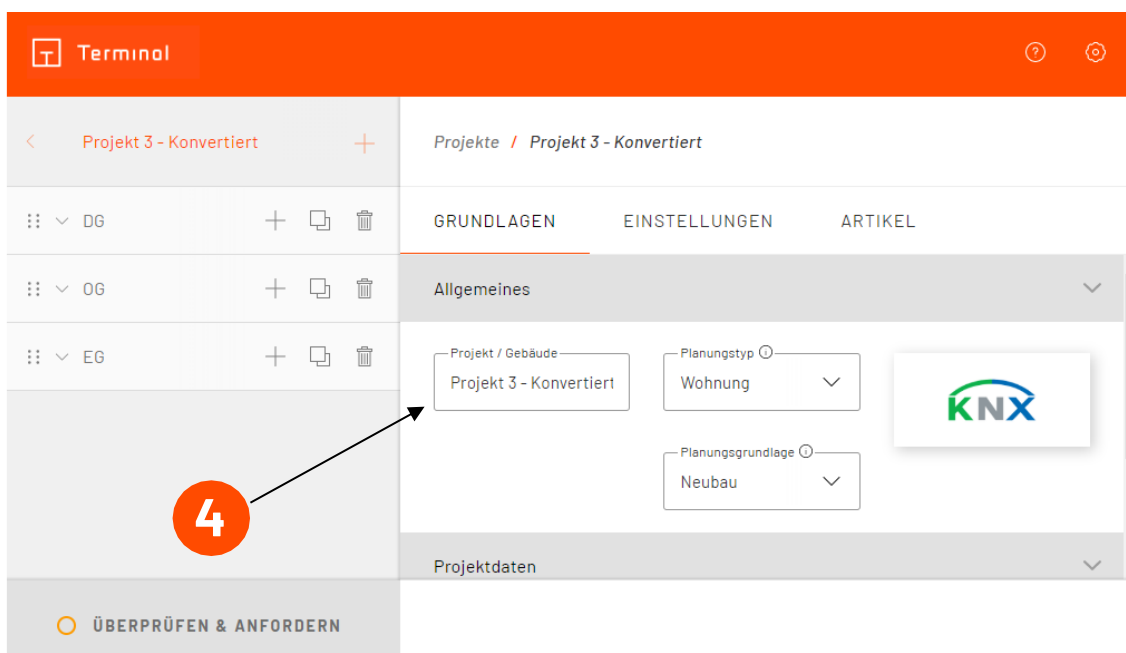 Terminal
Projekt 3 - Konvertiert
Projekte / Projekt 3 - Konvertiert
DG
GRUNDLAGEN EINSTELLUNGEN ARTIKEL
OG
Allgemeines
EG
Projekt / Gebäude
Projekt 3 - Konvertiert
Planungstyp
Wohnung
KNX
Planungsgrundlage
Neubau
4
Projektdaten
ÜBERPRÜFEN & ANFORDERN